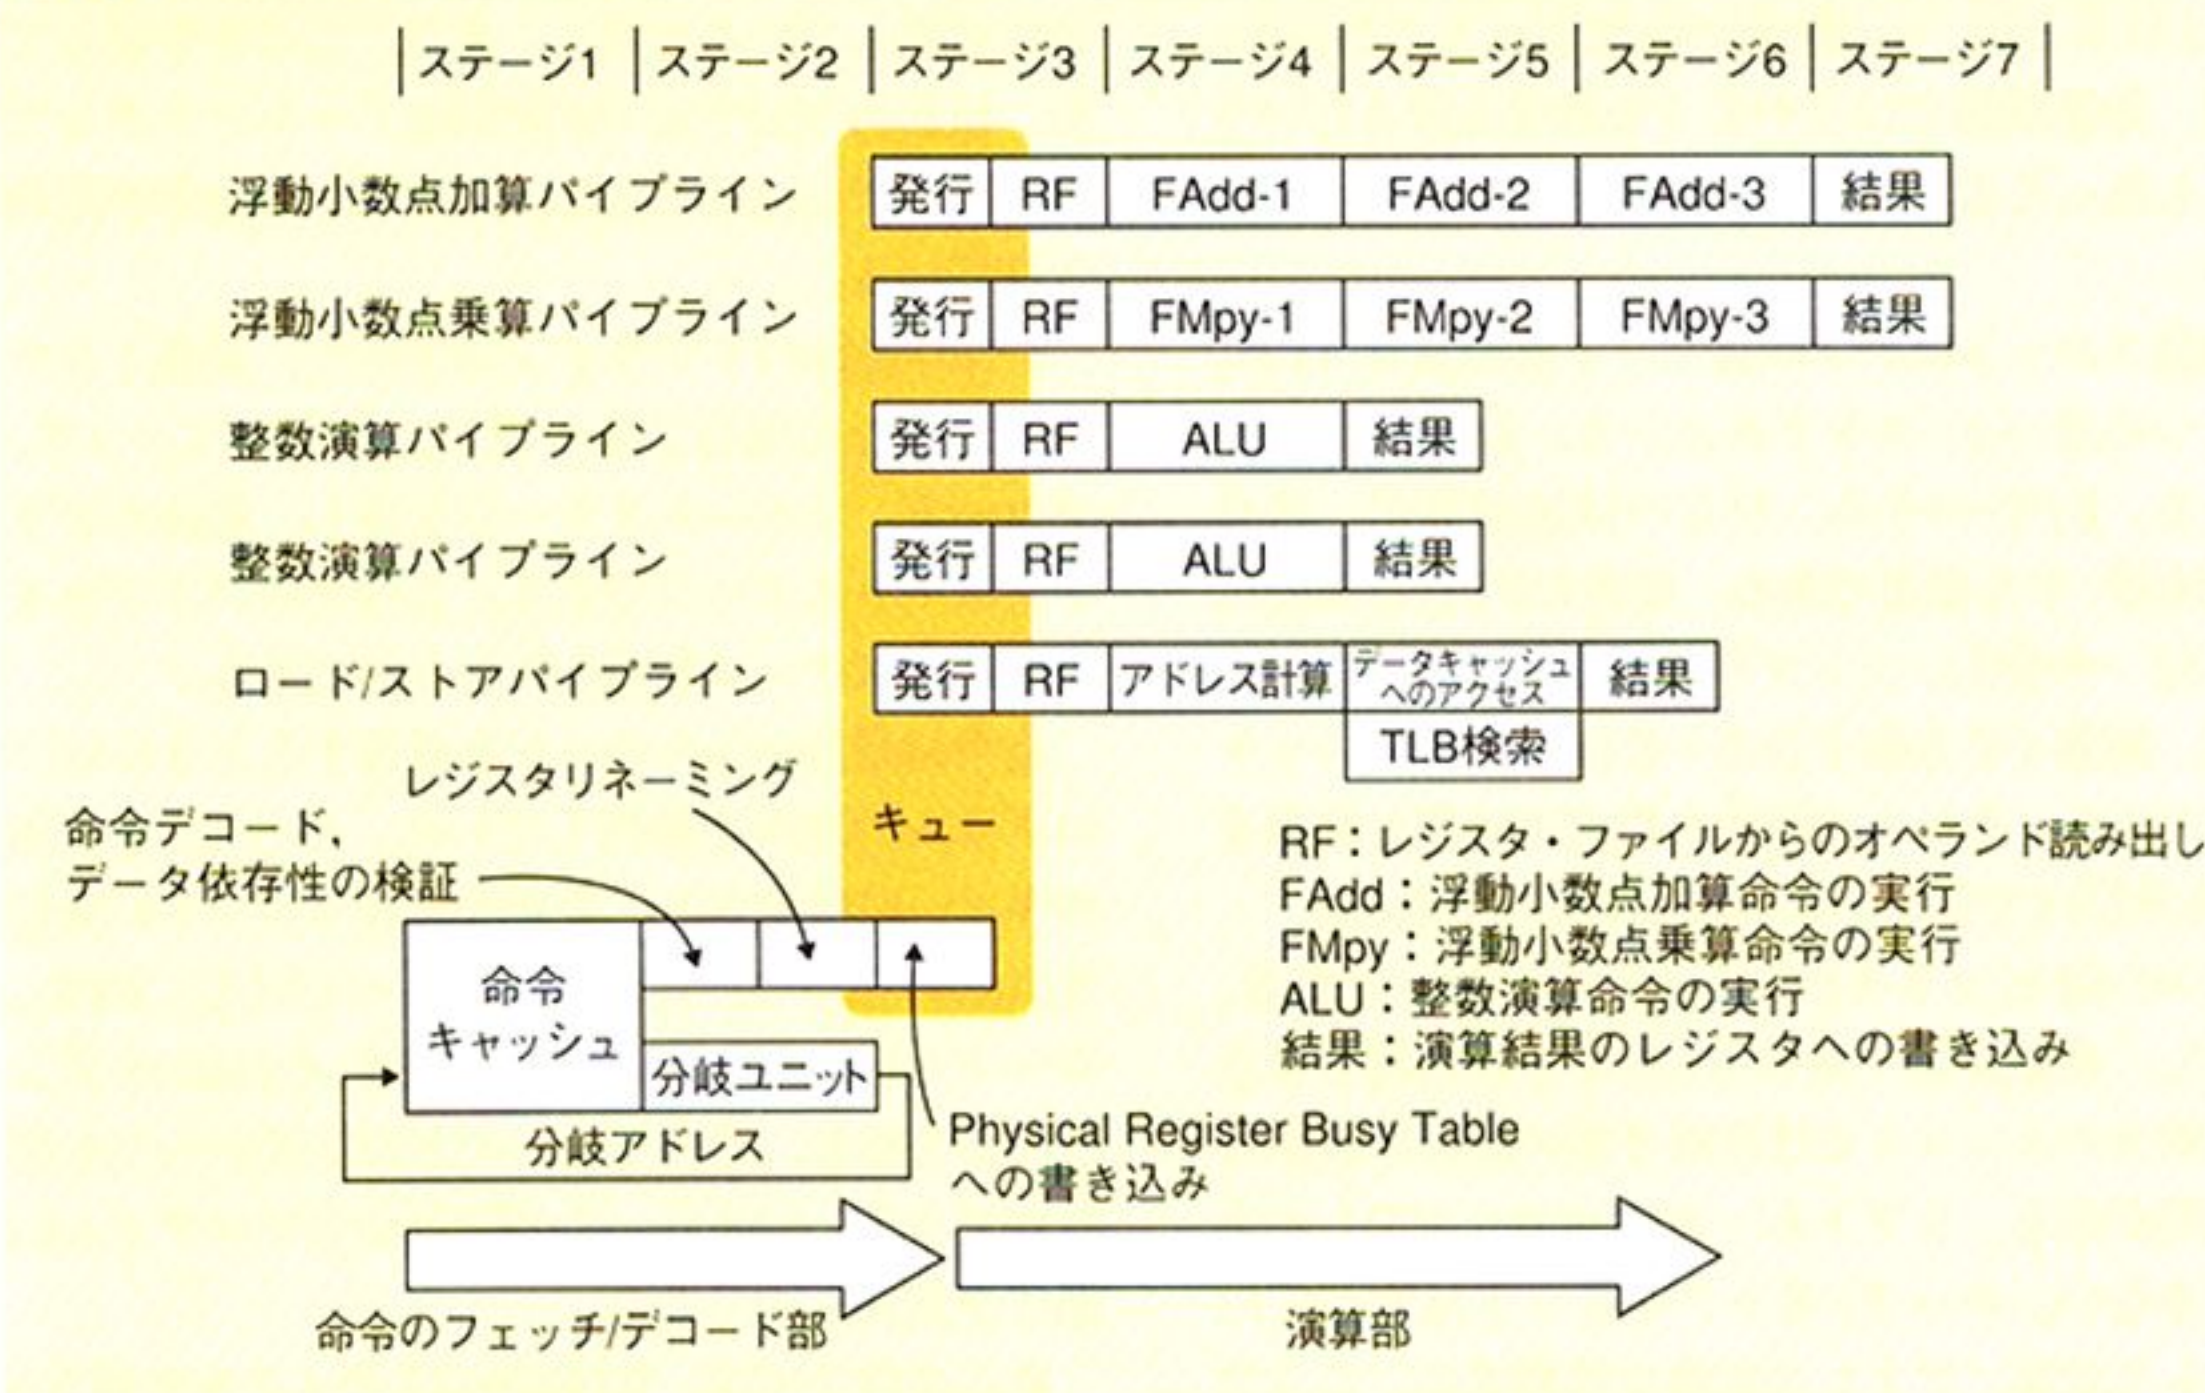 ステージ1 ステージ2 ステージ3 ステージ4 ステージ5 ステージ6 ステージ7
浮動小数点加算パイプライン 発行 RF FAdd-1 FAdd-2 FAdd-3 結果
浮動小数点乗算パイプライン 発行 RF FMpy-1 FMpy-2 FMpy-3 結果
整数演算パイプライン 発行 RF ALU 結果
整数演算パイプライン 発行 RF ALU 結果
ロード/ストアパイプライン 発行 RF アドレス計算 データキャッシュ
へのアクセス 結果
TLB検索
レジスタリネーミング
命令デコード，
データ依存性の検証
キュー
命令
キャッシュ
分岐ユニット
分岐アドレス
Physical Register Busy Table
への書き込み
RF：レジスタ・ファイルからのオペランド読み出し
FAdd：浮動小数点加算命令の実行
FMpy：浮動小数点乗算命令の実行
ALU：整数演算命令の実行
結果：演算結果のレジスタへの書き込み
命令のフェッチ/デコード部
演算部